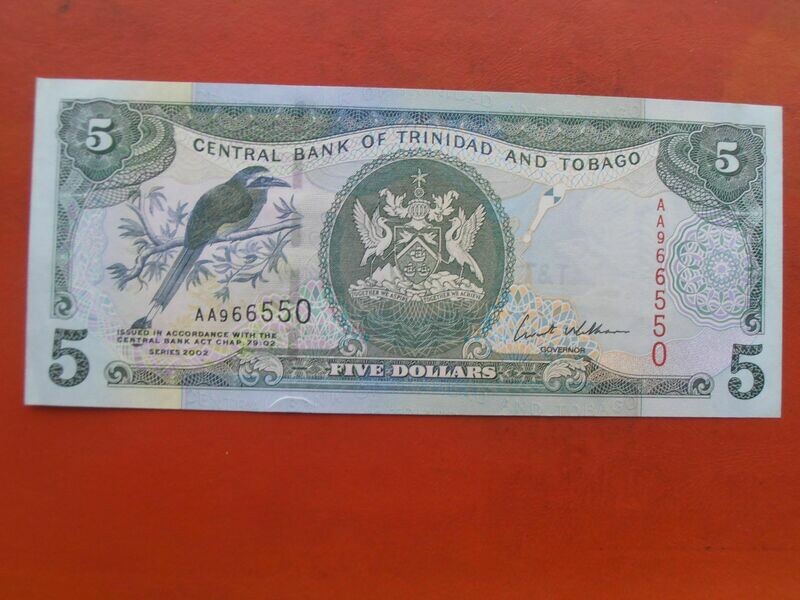 5
5
CENTRAL BANK OF TRINIDAD AND TOBAGO
AA966550
AA966550
TOGETHER WE ASPIRE TOGETHER WE ACHIEVE
ISSUED IN ACCORDANCE WITH THE
CENTRAL BANK ACT CHAP. 79:02
SERIES 2002
GOVERNOR
5
FIVE DOLLARS
5